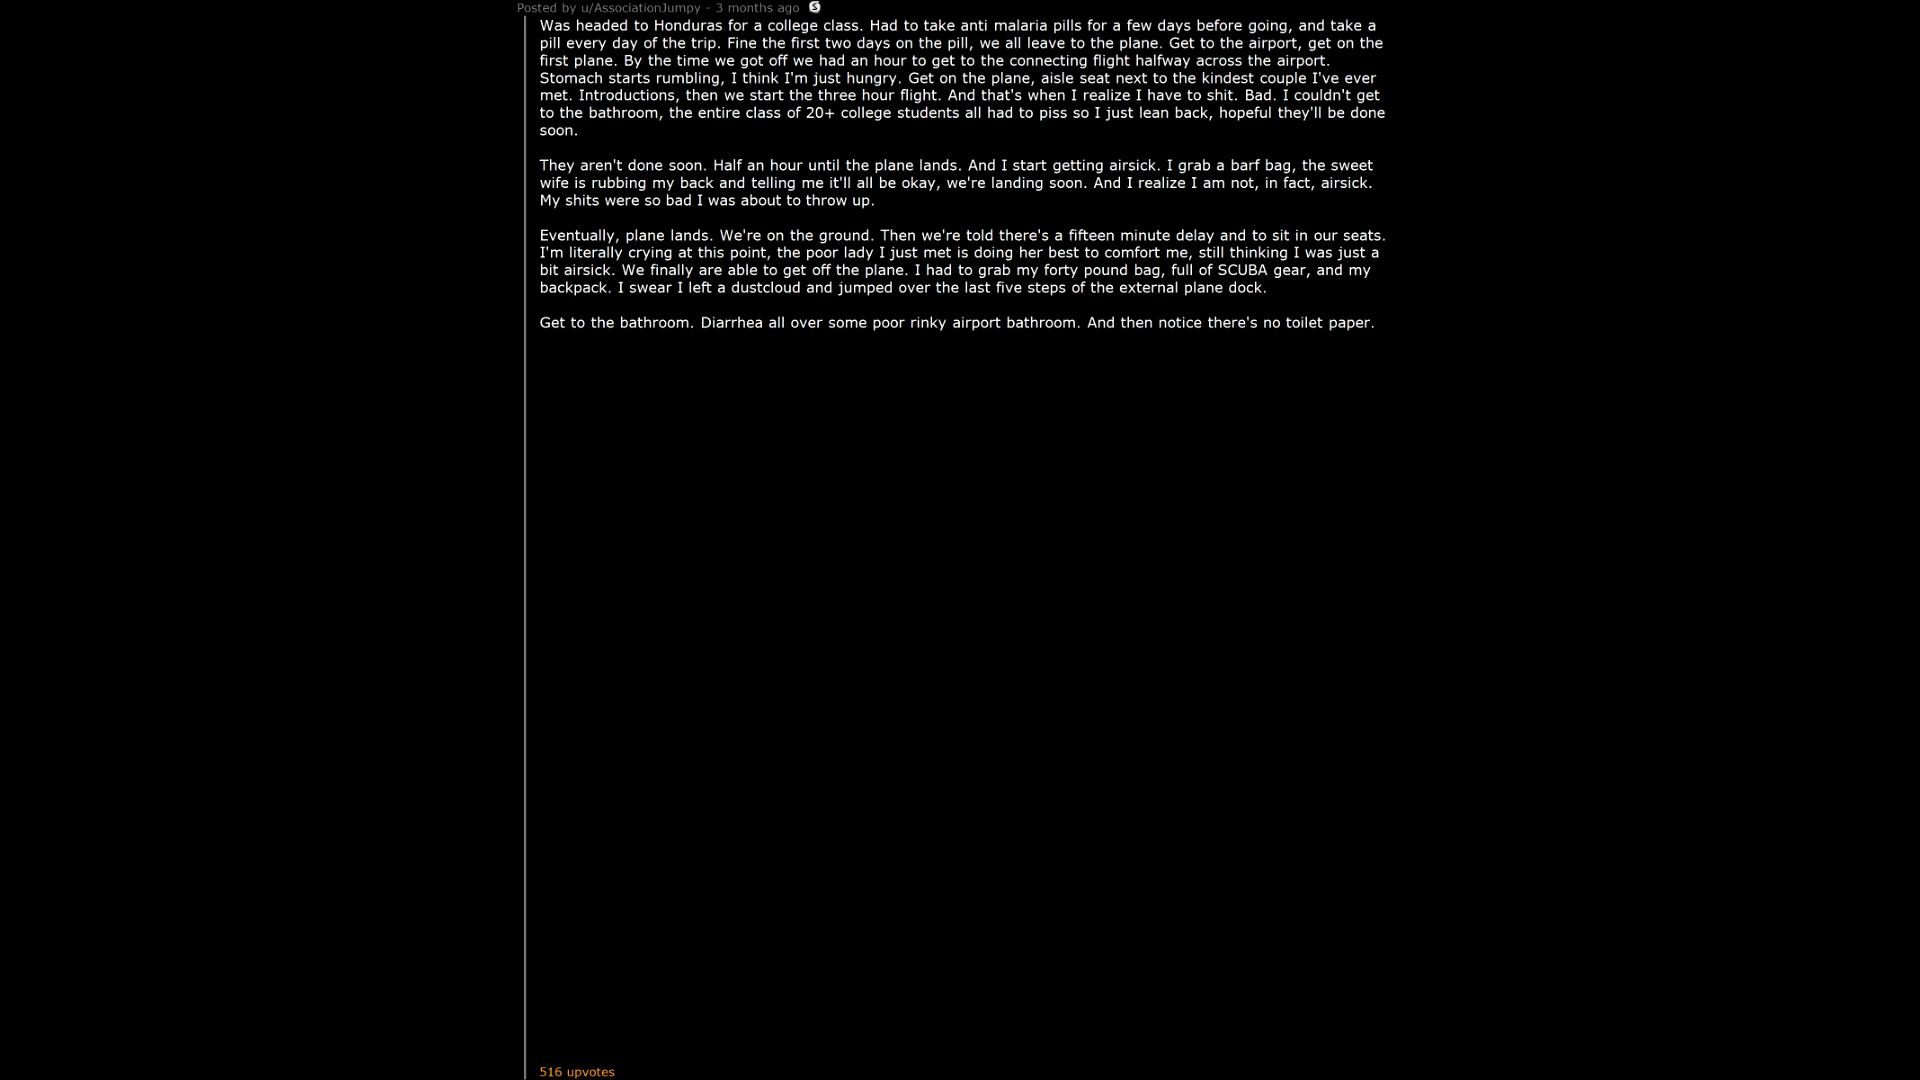 Posted by u/AssociationJumpy - 3 months ago
Was headed to Honduras for a college class. Had to take anti malaria pills for a few days before going, and take a
pill every day of the trip. Fine the first two days on the pill, we all leave to the plane. Get to the airport, get on the
first plane. By the time we got off we had an hour to get to the connecting flight halfway across the airport.
Stomach starts rumbling, I think I'm just hungry. Get on the plane, aisle seat next to the kindest couple I've ever
met. Introductions, then we start the three hour flight. And that's when I realize I have to shit. Bad. I couldn't get
to the bathroom, the entire class of 20+ college students all had to piss so I just lean back, hopeful they'll be done
soon.
They aren't done soon. Half an hour until the plane lands. And I start getting airsick. I grab a barf bag, the sweet
wife is rubbing my back and telling me it'll all be okay, we're landing soon. And I realize I am not, in fact, airsick.
My shits were so bad I was about to throw up.
Eventually, plane lands. We're on the ground. Then we're told there's a fifteen minute delay and to sit in our seats.
I'm literally crying at this point, the poor lady I just met is doing her best to comfort me, still thinking I was just a
bit airsick. We finally are able to get off the plane. I had to grab my forty pound bag, full of SCUBA gear, and my
backpack. I swear I left a dustcloud and jumped over the last five steps of the external plane dock.
Get to the bathroom. Diarrhea all over some poor rinky airport bathroom. And then notice there's no toilet paper.
516 upvotes